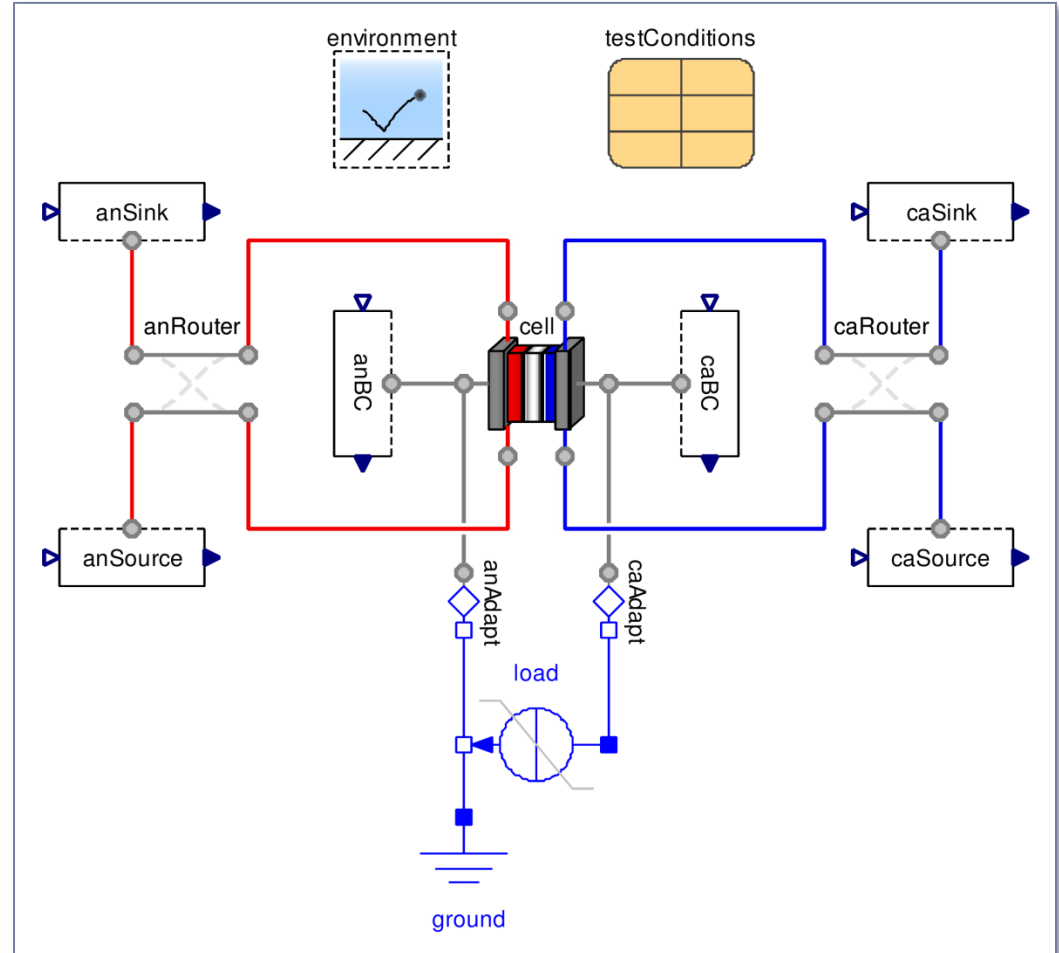 environment
testConditions
anSink
caSink
anRouter
cell
caRouter
anBC
caBC
anSource
caSource
anAdapt
caAdapt
load
ground